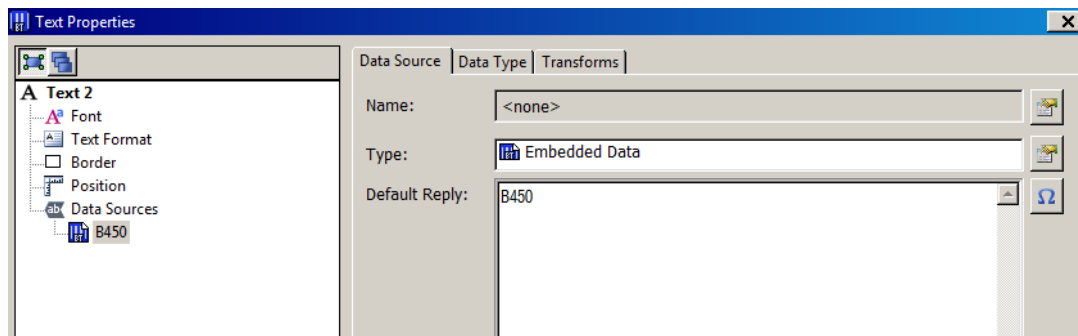 Text Properties
Data Source Data Type Transforms
A Text 2
Font
Text Format
Border
Position
Data Sources
B450
Name: <none>
Type: Embedded Data
Default Reply: B450
Ω